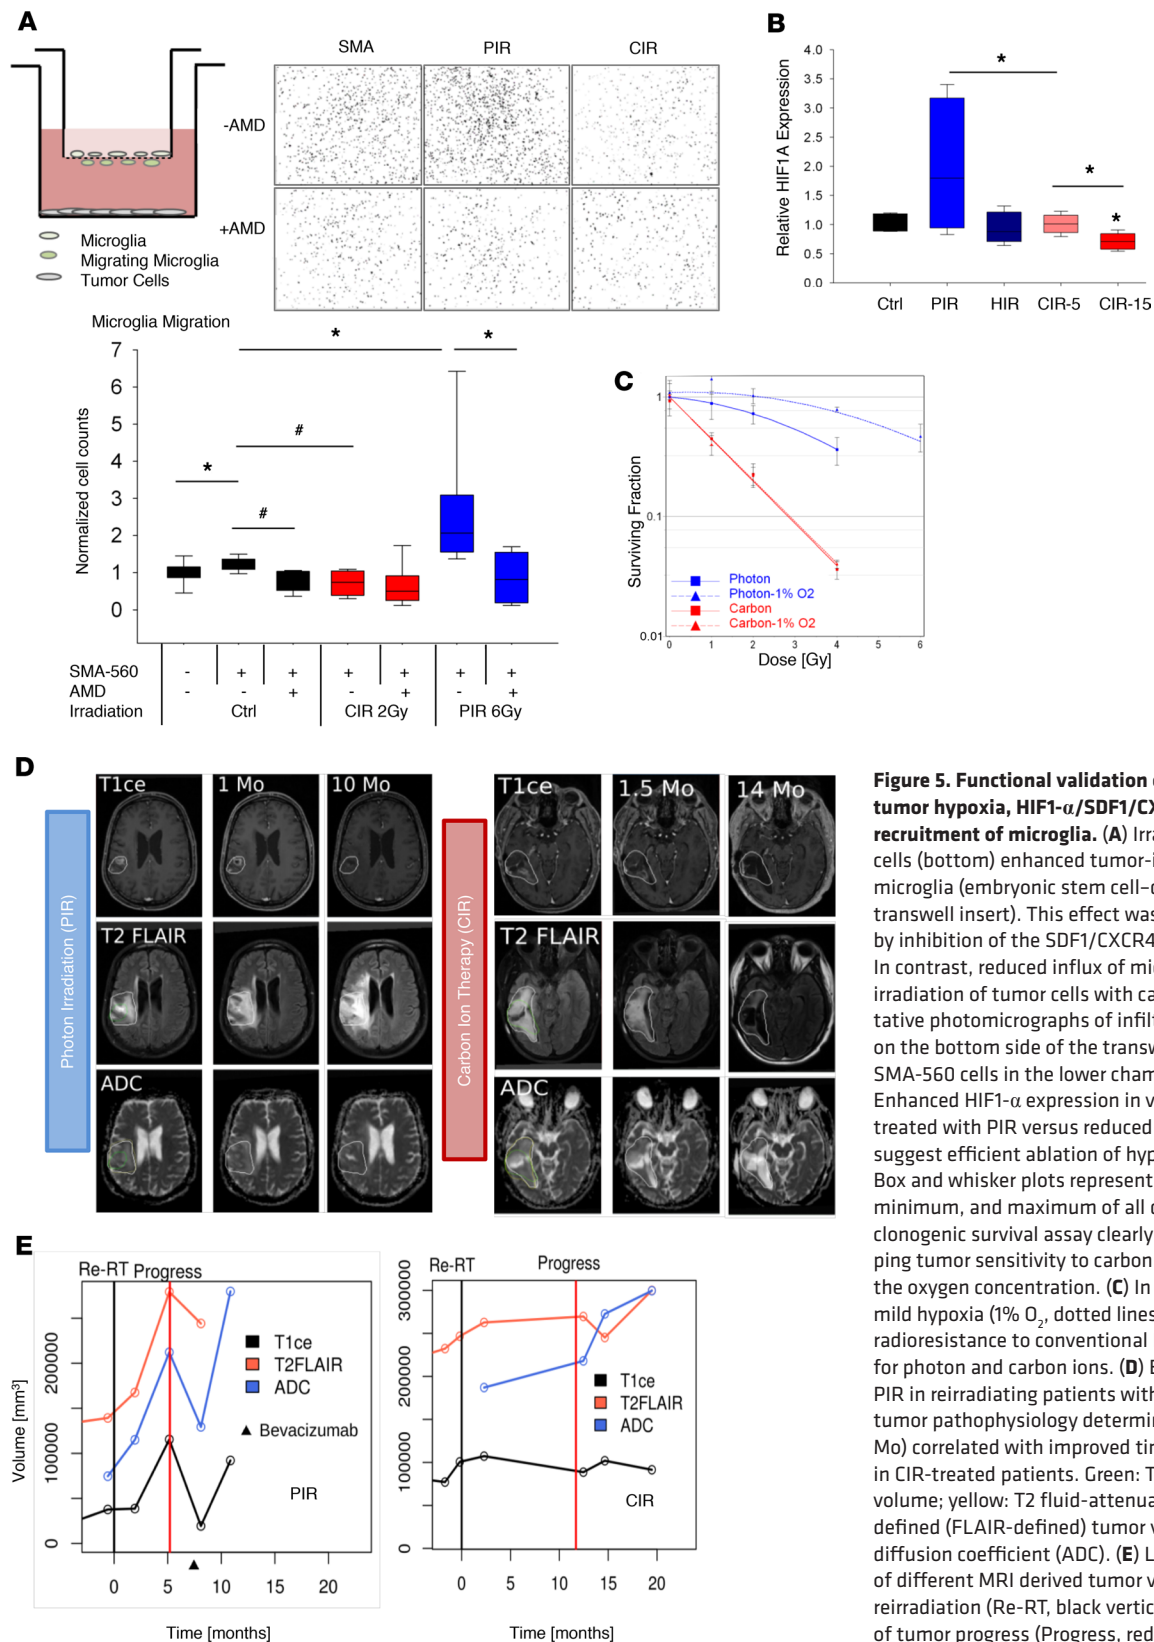 A
SMA PIR CIR
-AMD
+AMD
Microglia
Migrating Microglia
Tumor Cells
Microglia Migration
Normalized cell counts
7
6
5
4
3
2
1
0
*
#
*
#
*
*
SMA-560 - + + + + + +
AMD - - + - + - +
Irradiation Ctrl CIR 2Gy PIR 6Gy
B
Relative HIF1A Expression
4.0
3.5
3.0
2.5
2.0
1.5
1.0
0.5
0.0
*
*
*
Ctrl PIR HIR CIR-5 CIR-15
C
Surviving Fraction
1
0.1
0.01
Photon
Photon-1% O2
Carbon
Carbon-1% O2
0 1 2 3 4 5 6
Dose [Gy]
D
Photon Irradiation (PIR)
T1ce 1 Mo 10 Mo
T2 FLAIR
ADC
Carbon Ion Therapy (CIR)
T1ce 1.5 Mo 14 Mo
T2 FLAIR
ADC
E
Re-RT Progress
Volume [mm³]
200000
100000
0
T1ce
T2FLAIR
ADC
▲ Bevacizumab
PIR
0 5 10 15 20
Time [months]
Re-RT Progress
300000
200000
100000
0
T1ce
T2FLAIR
ADC
CIR
0 5 10 15 20
Time [months]
Figure 5. Functional validation
tumor hypoxia, HIF1-α/SDF1/CX
recruitment of microglia. (A) Irra
cells (bottom) enhanced tumor-i
microglia (embryonic stem cell–
transwell insert). This effect was
by inhibition of the SDF1/CXCR4
In contrast, reduced influx of mic
irradiation of tumor cells with ca
tative photomicrographs of infilt
on the bottom side of the transw
SMA-560 cells in the lower cham
Enhanced HIF1-α expression in v
treated with PIR versus reduced
suggest efficient ablation of hyp
Box and whisker plots represent
minimum, and maximum of all
clonogenic survival assay clearly
ping tumor sensitivity to carbon
the oxygen concentration. (C) In
mild hypoxia (1% O₂, dotted lines
radioresistance to conventional
for photon and carbon ions. (D)
PIR in reirradiating patients with
tumor pathophysiology determin
Mo) correlated with improved tim
in CIR-treated patients. Green: T
volume; yellow: T2 fluid-attenua
defined (FLAIR-defined) tumor v
diffusion coefficient (ADC). (E) L
of different MRI derived tumor v
reirradiation (Re-RT, black vertic
of tumor progress (Progress, red